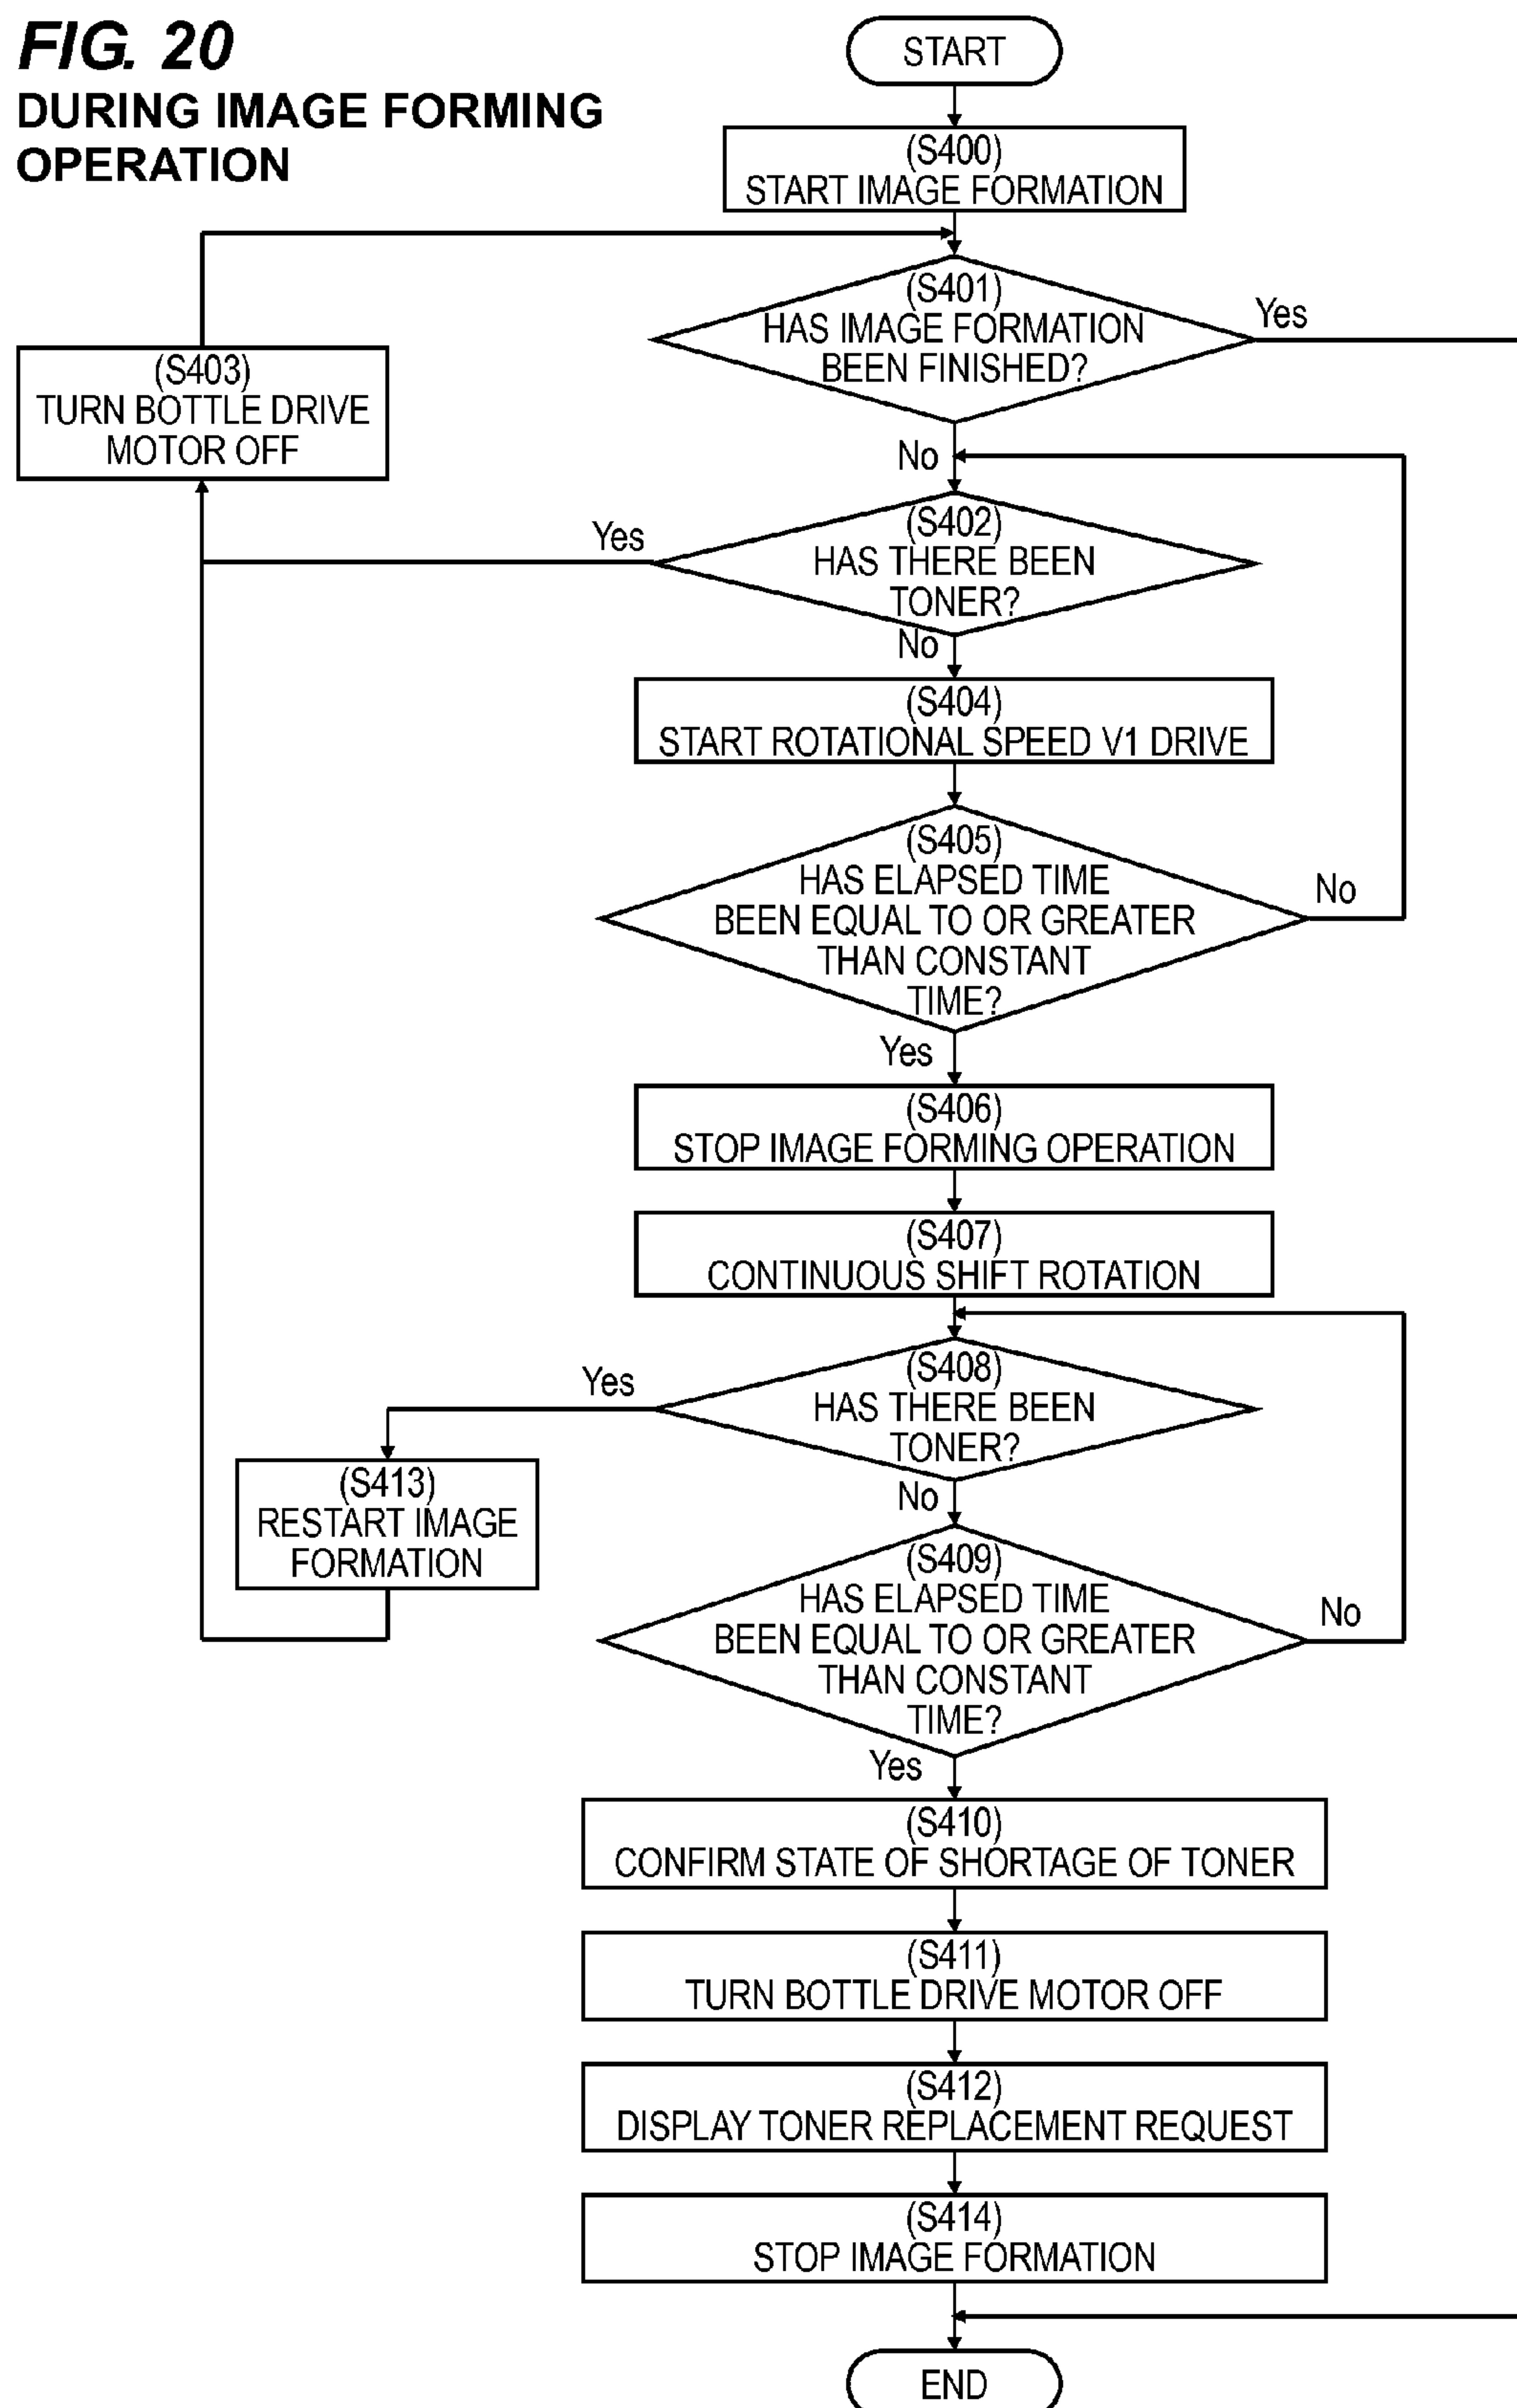 FIG. 20
DURING IMAGE FORMING
OPERATION
START
(S400)
START IMAGE FORMATION
(S401)
HAS IMAGE FORMATION
BEEN FINISHED?
Yes
(S403)
TURN BOTTLE DRIVE
MOTOR OFF
No
(S402)
HAS THERE BEEN
TONER?
Yes
No
(S404)
START ROTATIONAL SPEED V1 DRIVE
(S405)
HAS ELAPSED TIME
BEEN EQUAL TO OR GREATER
THAN CONSTANT
TIME?
No
Yes
(S406)
STOP IMAGE FORMING OPERATION
(S407)
CONTINUOUS SHIFT ROTATION
(S408)
HAS THERE BEEN
TONER?
Yes
(S413)
RESTART IMAGE
FORMATION
No
(S409)
HAS ELAPSED TIME
BEEN EQUAL TO OR GREATER
THAN CONSTANT
TIME?
No
Yes
(S410)
CONFIRM STATE OF SHORTAGE OF TONER
(S411)
TURN BOTTLE DRIVE MOTOR OFF
(S412)
DISPLAY TONER REPLACEMENT REQUEST
(S414)
STOP IMAGE FORMATION
END